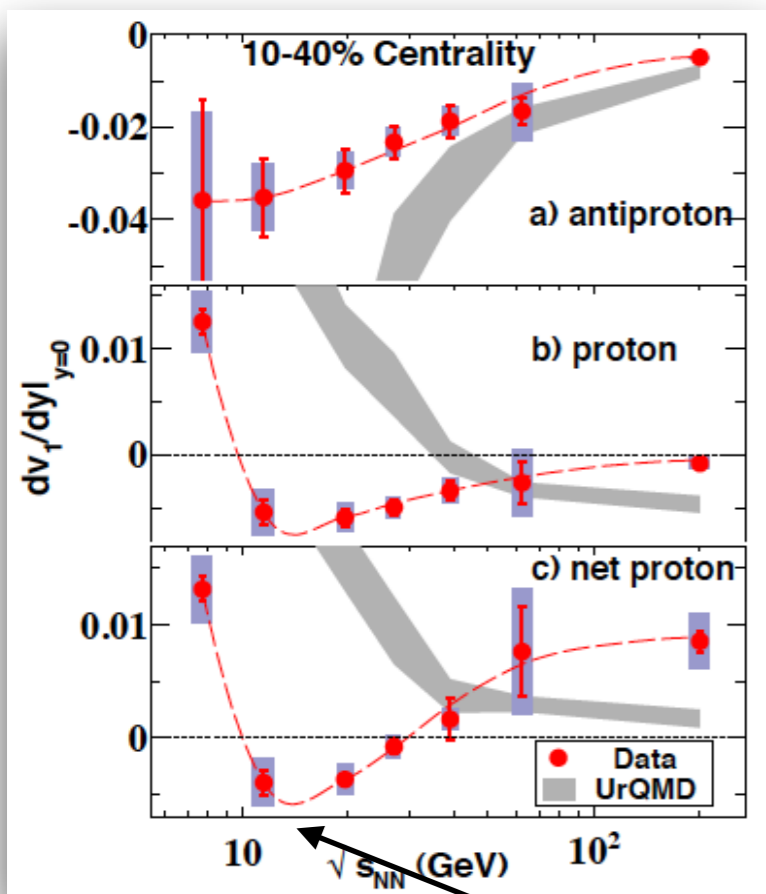 0
10-40% Centrality
-0.02
-0.04
a) antiproton
0.01
b) proton
0
dv₁/dy|y=0
c) net proton
0.01
0
Data
UrQMD
10
10²
√sNN (GeV)